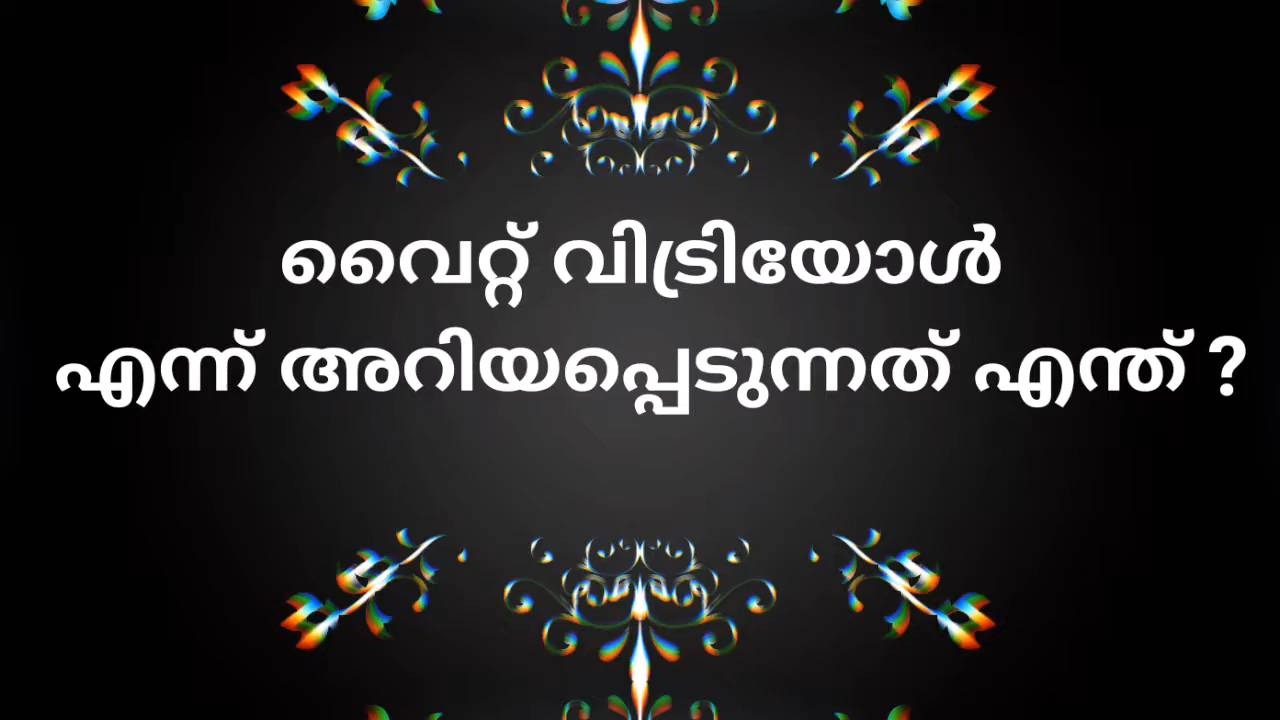 വൈറ്റ് വിട്രിയോൾ
എന്ന് അറിയപ്പെടുന്നത് എന്ത് ?